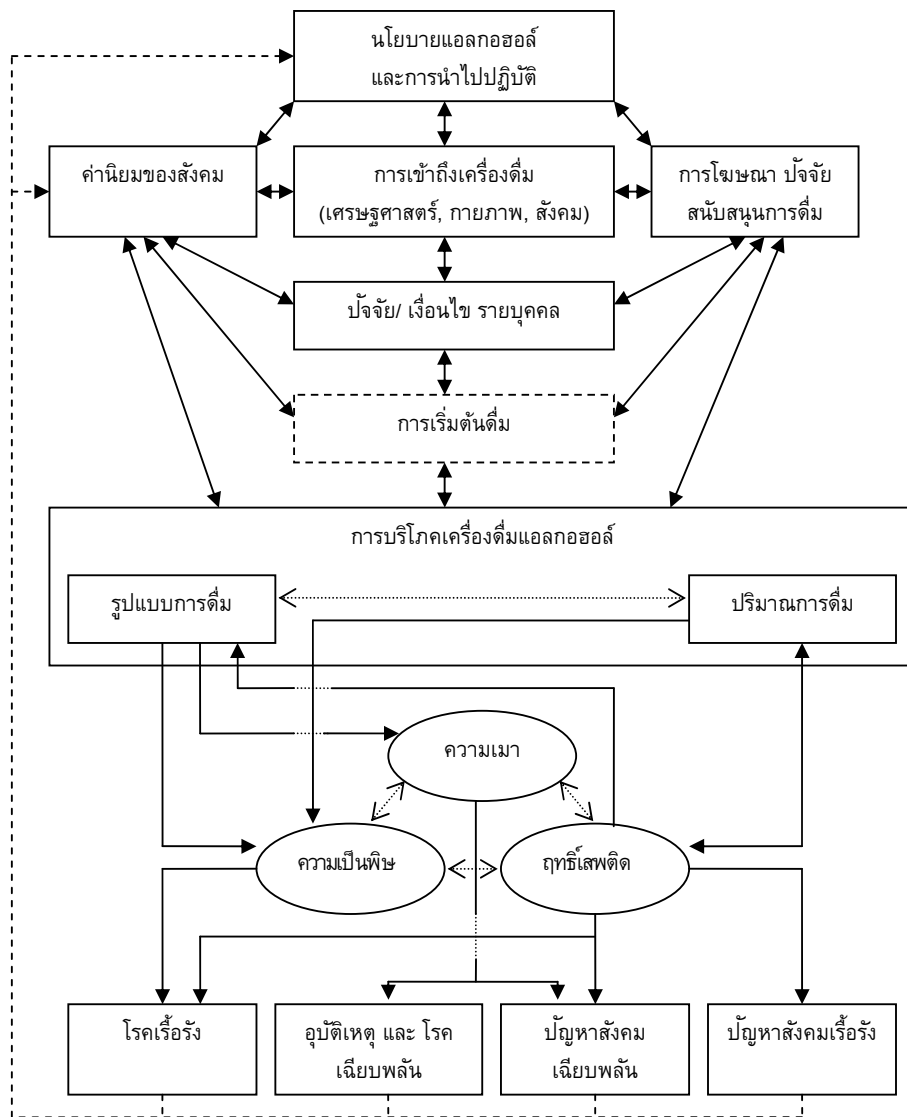 นโยบายแอลกอฮอล์
และการนำไปปฏิบัติ
ค่านิยมของสังคม
การเข้าถึงเครื่องดื่ม
(เศรษฐศาสตร์, กายภาพ, สังคม)
การโฆษณา ปัจจัย
สนับสนุนการดื่ม
ปัจจัย/ เงื่อนไข รายบุคคล
การเริ่มต้นดื่ม
การบริโภคเครื่องดื่มแอลกอฮอล์
รูปแบบการดื่ม
ปริมาณการดื่ม
ความเมา
ความเป็นพิษ
ฤทธิ์เสพติด
โรคเรื้อรัง
อุบัติเหตุ และ โรค
เฉียบพลัน
ปัญหาสังคม
เฉียบพลัน
ปัญหาสังคมเรื้อรัง